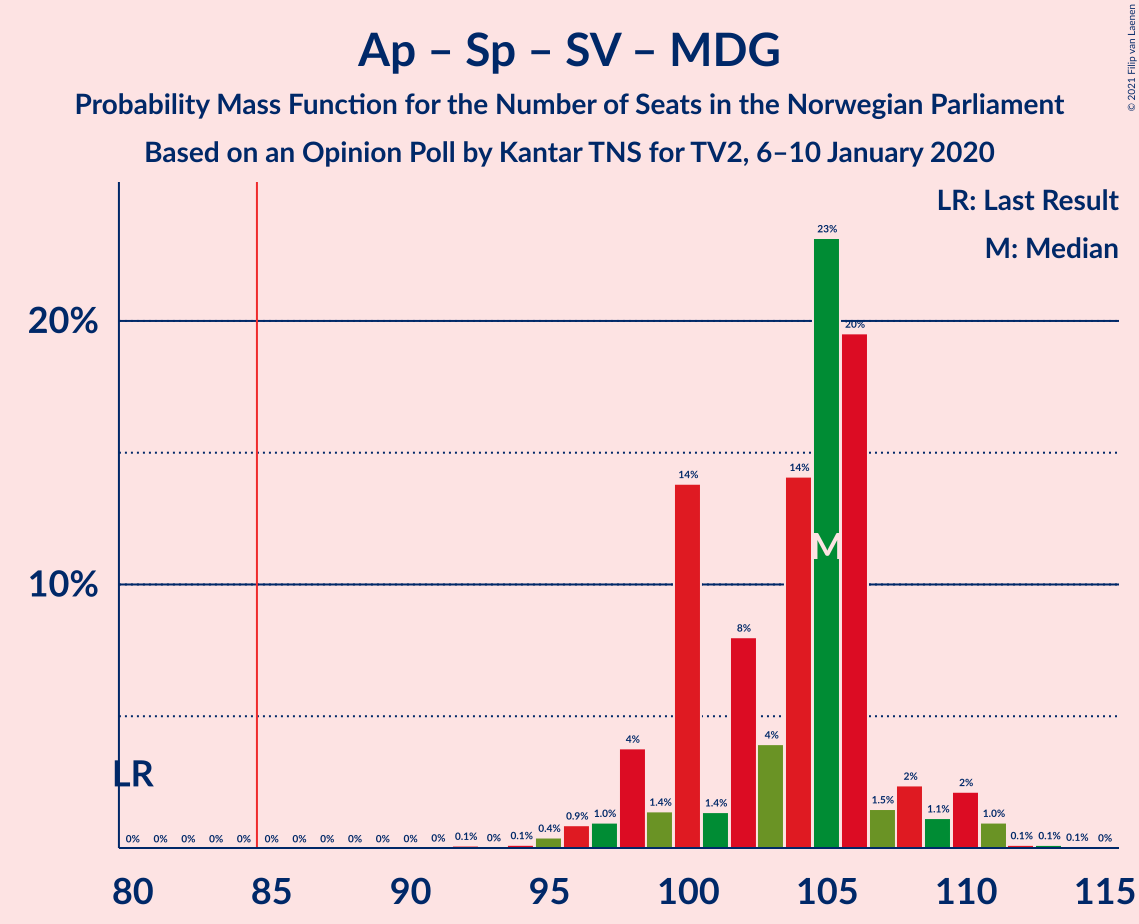 Ap – Sp – SV – MDG
Probability Mass Function for the Number of Seats in the Norwegian Parliament
Based on an Opinion Poll by Kantar TNS for TV2, 6–10 January 2020
© 2021 Filip van Laenen
LR: Last Result
M: Median
20%
10%
LR
M
0% 0% 0% 0% 0% 0% 0% 0% 0% 0% 0% 0% 0.1% 0% 0.1% 0.4% 0.9% 1.0% 4% 1.4% 14% 1.4% 8% 4% 14% 23% 20% 1.5% 2% 1.1% 2% 1.0% 0.1% 0.1% 0.1% 0%
80 85 90 95 100 105 110 115